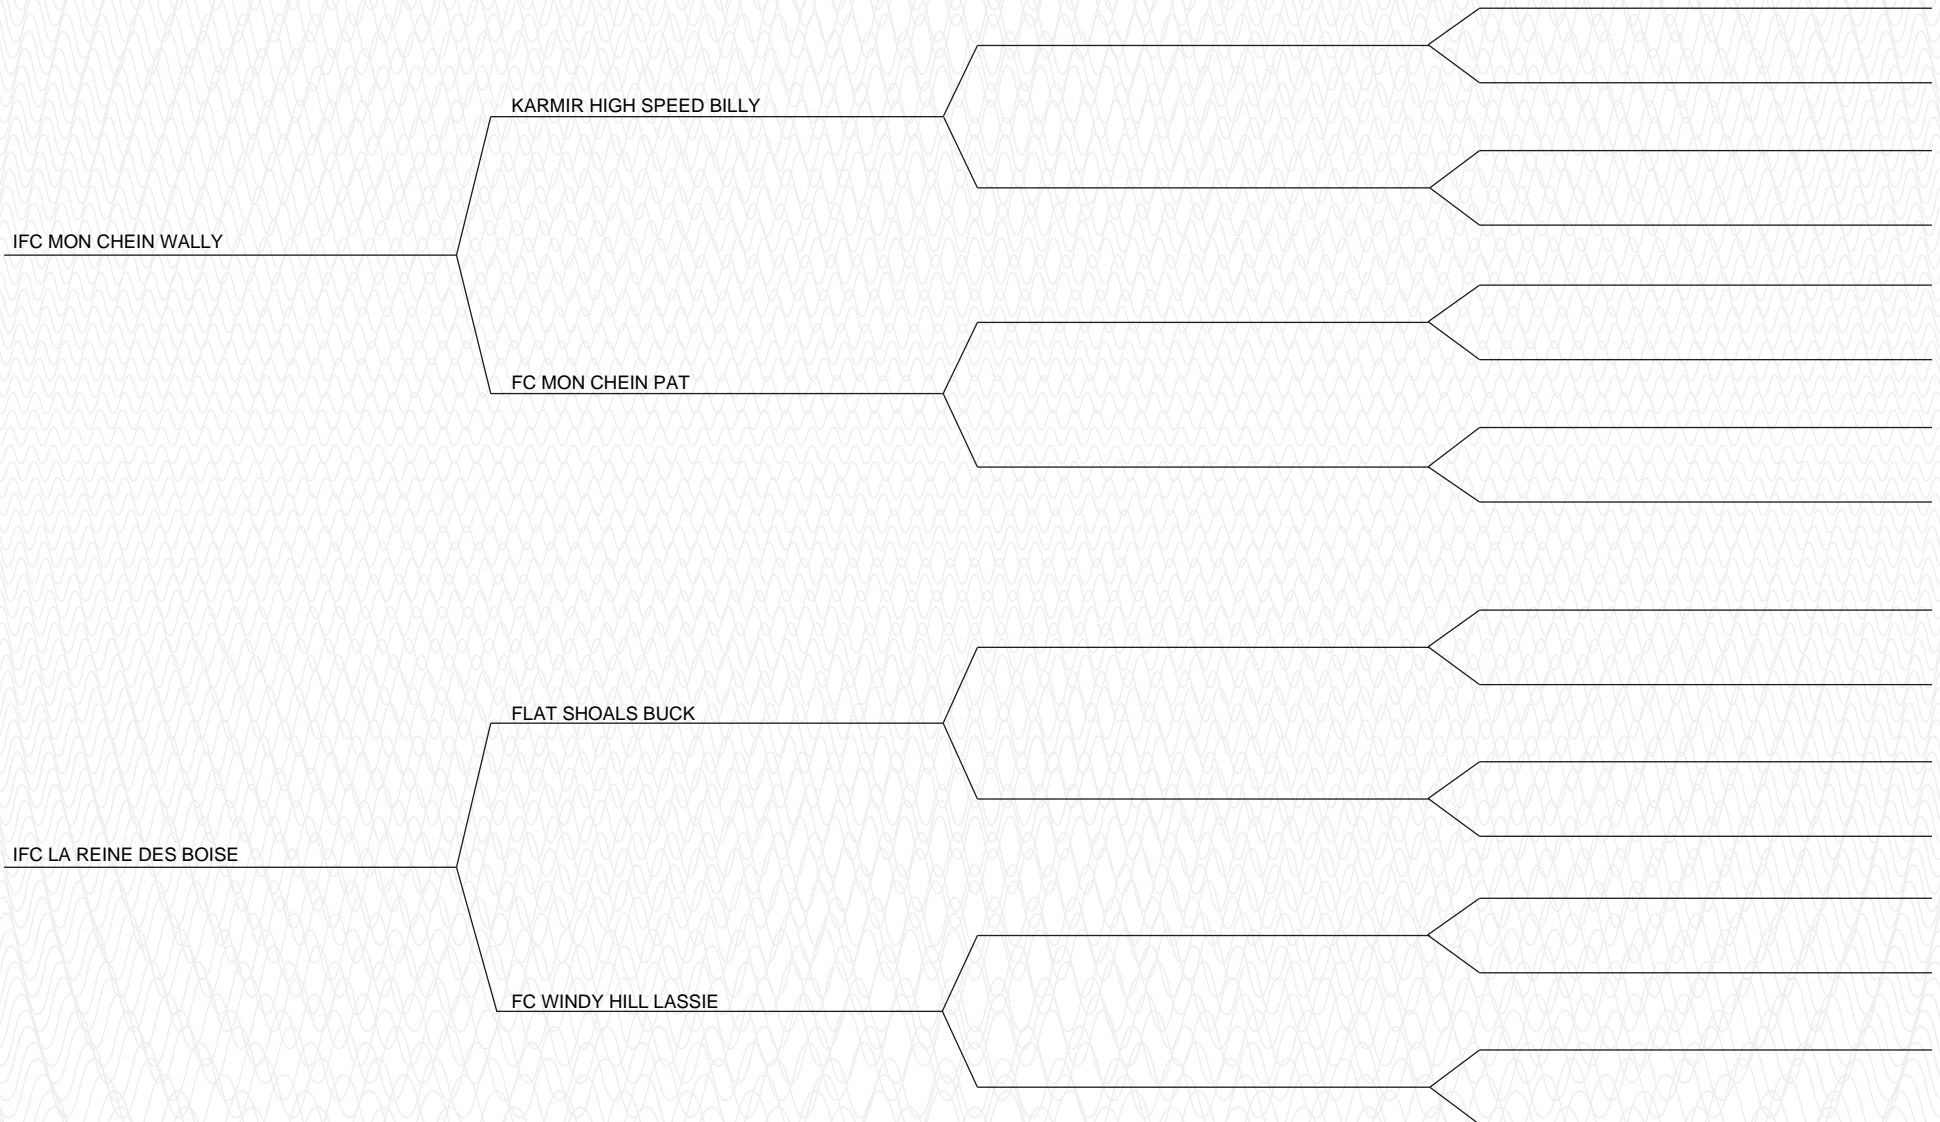 KARMIR HIGH SPEED BILLY
IFC MON CHEIN WALLY
FC MON CHEIN PAT
FLAT SHOALS BUCK
IFC LA REINE DES BOISE
FC WINDY HILL LASSIE